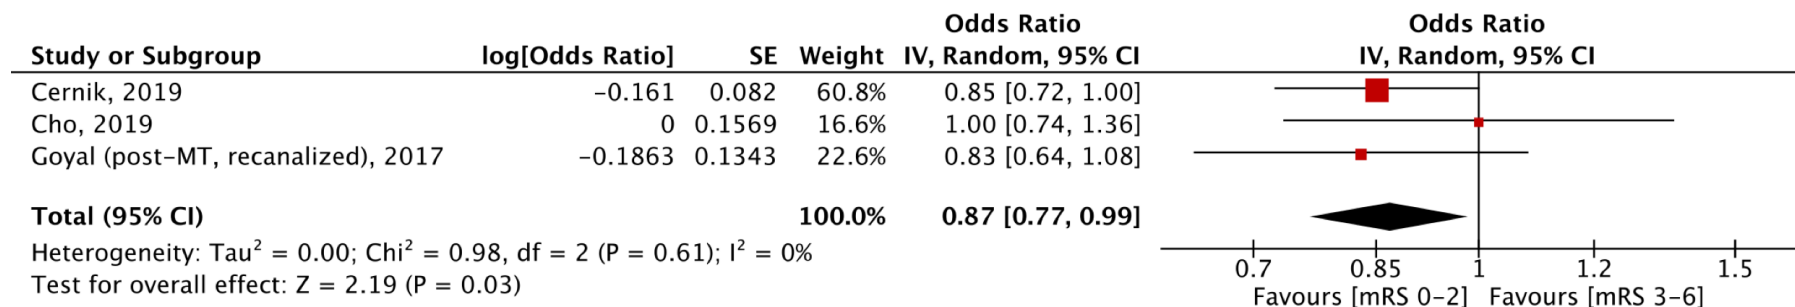 Odds Ratio Odds Ratio
Study or Subgroup log[Odds Ratio] SE Weight IV, Random, 95% CI IV, Random, 95% CI
Cernik, 2019 −0.161 0.082 60.8% 0.85 [0.72, 1.00]
Cho, 2019 0 0.1569 16.6% 1.00 [0.74, 1.36]
Goyal (post−MT, recanalized), 2017 −0.1863 0.1343 22.6% 0.83 [0.64, 1.08]
Total (95% CI) 100.0% 0.87 [0.77, 0.99]
Heterogeneity: Tau² = 0.00; Chi² = 0.98, df = 2 (P = 0.61); I² = 0%
Test for overall effect: Z = 2.19 (P = 0.03)
0.7 0.85 1 1.2 1.5
Favours [mRS 0−2] Favours [mRS 3−6]